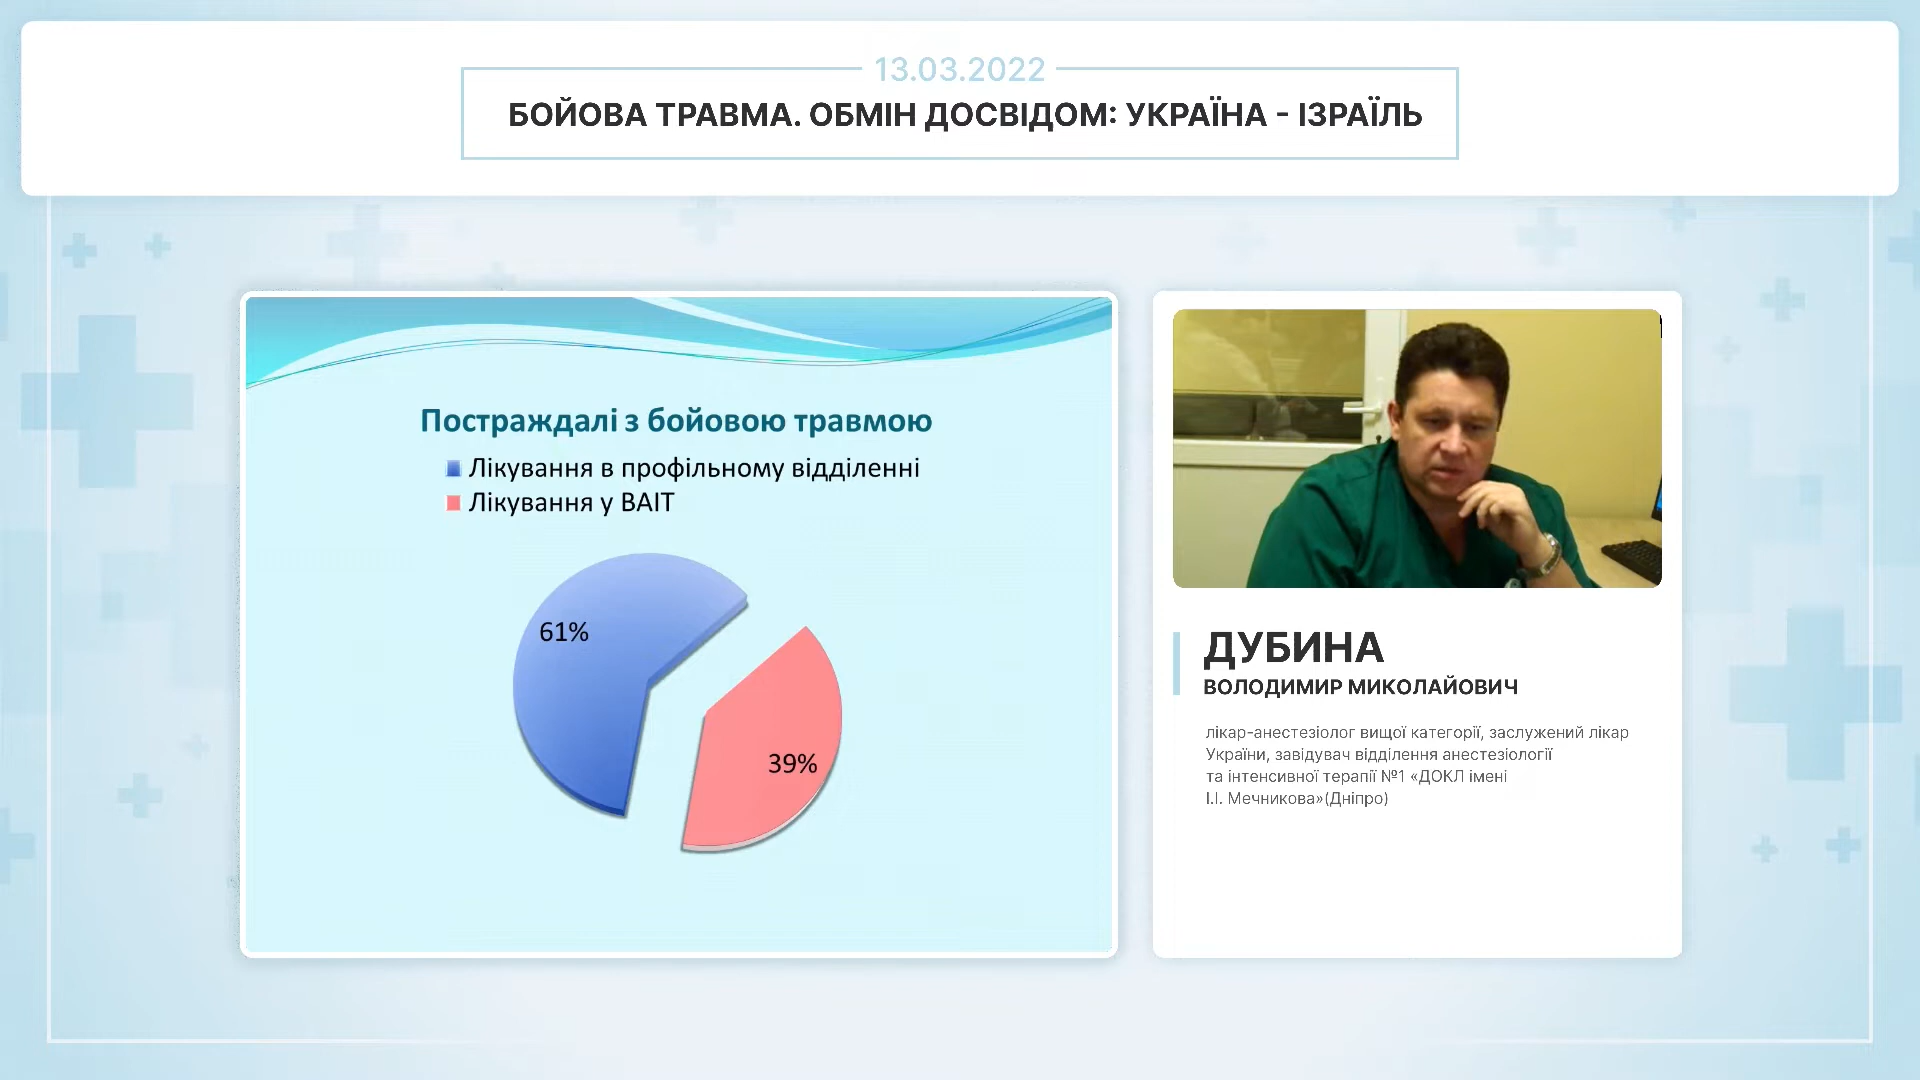 13.03.2022
БОЙОВА ТРАВМА. ОБМІН ДОСВІДОМ: УКРАЇНА - ІЗРАЇЛЬ
Постраждалі з бойовою травмою
Лікування в профільному відділенні
Лікування у ВАІТ
61%
39%
ДУБИНА
ВОЛОДИМИР МИКОЛАЙОВИЧ
лікар-анестезіолог вищої категорії, заслужений лікар
України, завідувач відділення анестезіології
та інтенсивної терапії №1 «ДОКЛ імені
І.І. Мечникова»(Дніпро)